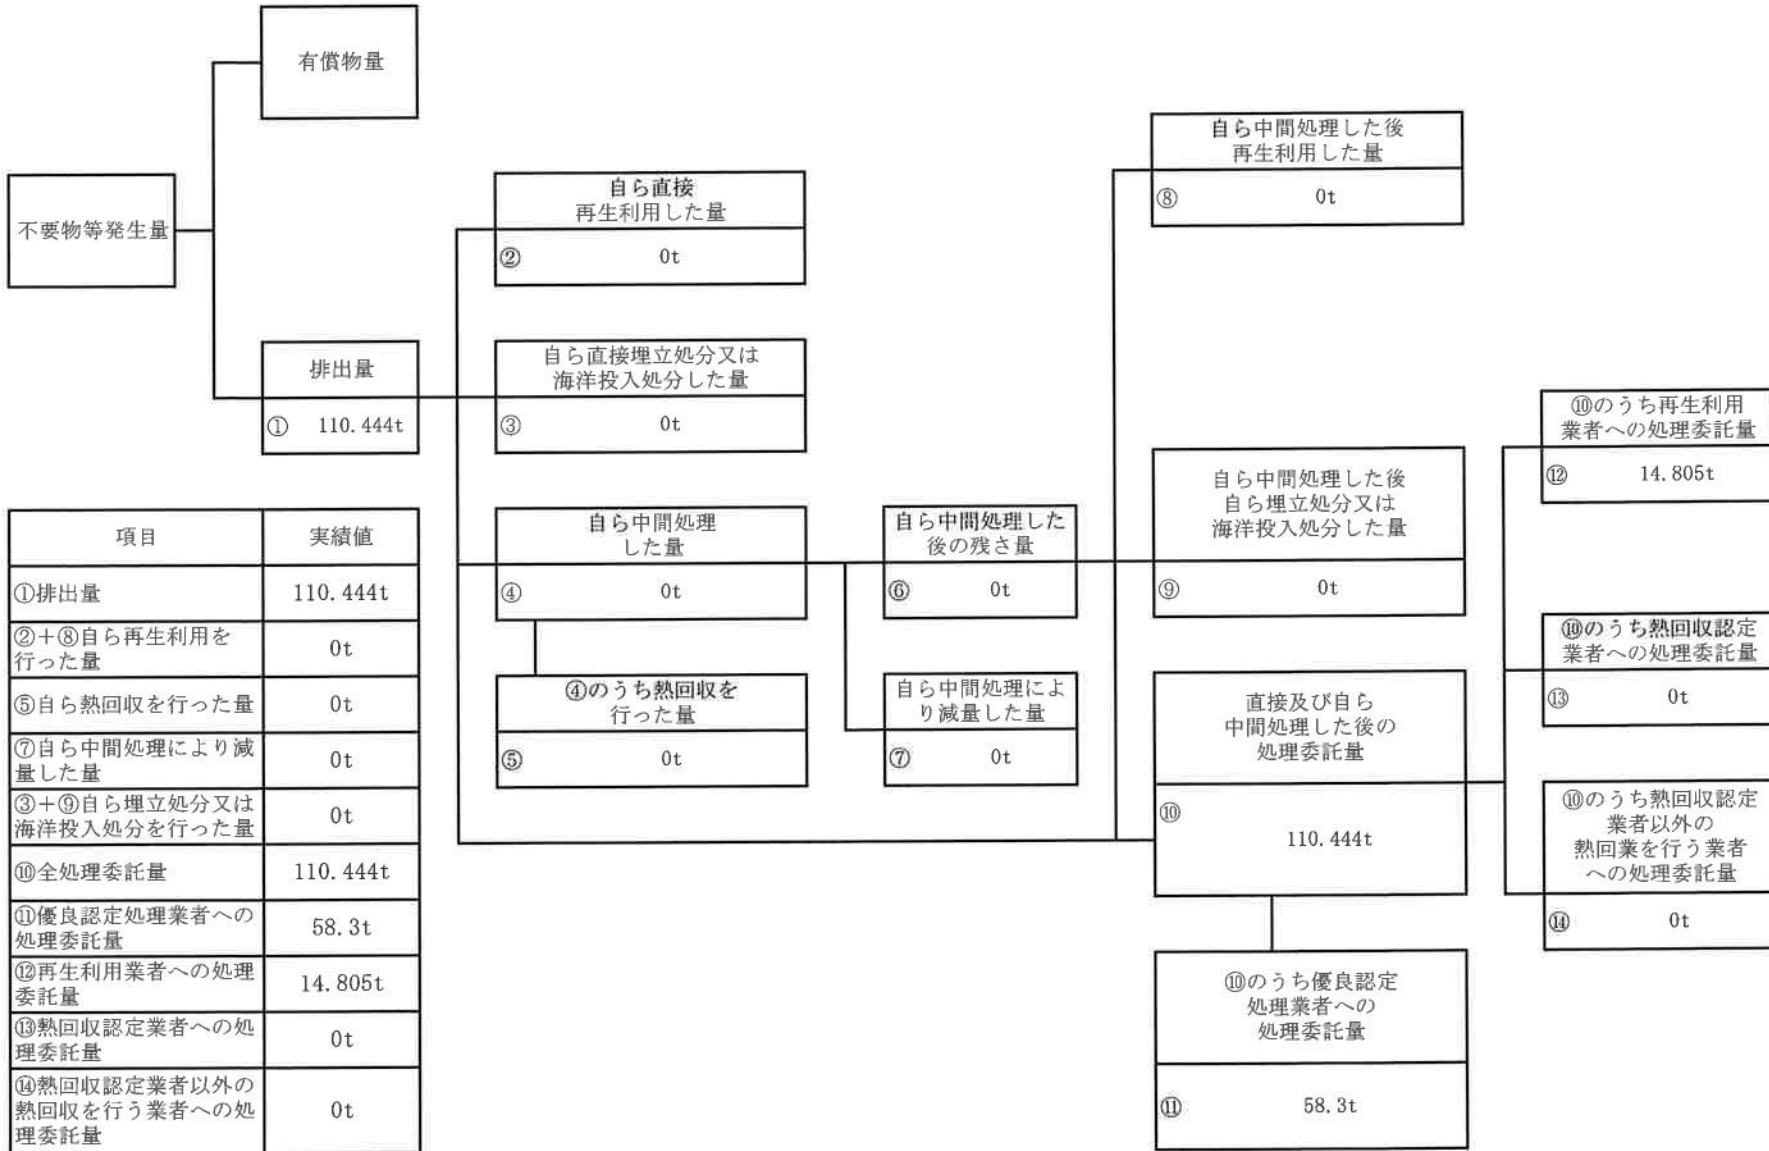 有償物量
不要物等発生量
排出量
① 110.444t
自ら直接
再生利用した量
② 0t
自ら直接埋立処分又は
海洋投入処分した量
③ 0t
自ら中間処理
した量
④ 0t
④のうち熱回収を
行った量
⑤ 0t
自ら中間処理した
後の残さ量
⑥ 0t
自ら中間処理によ
り減量した量
⑦ 0t
自ら中間処理した後
再生利用した量
⑧ 0t
自ら中間処理した後
自ら埋立処分又は
海洋投入処分した量
⑨ 0t
直接及び自ら
中間処理した後の
処理委託量
⑩
110.444t
⑩のうち優良認定
処理業者への
処理委託量
⑪ 58.3t
⑩のうち再生利用
業者への処理委託量
⑫ 14.805t
⑩のうち熱回収認定
業者への処理委託量
⑬ 0t
⑩のうち熱回収認定
業者以外の
熱回業を行う業者
への処理委託量
⑭ 0t
項目 実績値
①排出量 110.444t
②+⑧自ら再生利用を
行った量 0t
⑤自ら熱回収を行った量 0t
⑦自ら中間処理により減
量した量 0t
③+⑨自ら埋立処分又は
海洋投入処分を行った量 0t
⑩全処理委託量 110.444t
⑪優良認定処理業者への
処理委託量 58.3t
⑫再生利用業者への処理
委託量 14.805t
⑬熱回収認定業者への処
理委託量 0t
⑭熱回収認定業者以外の
熱回収を行う業者への処
理委託量 0t